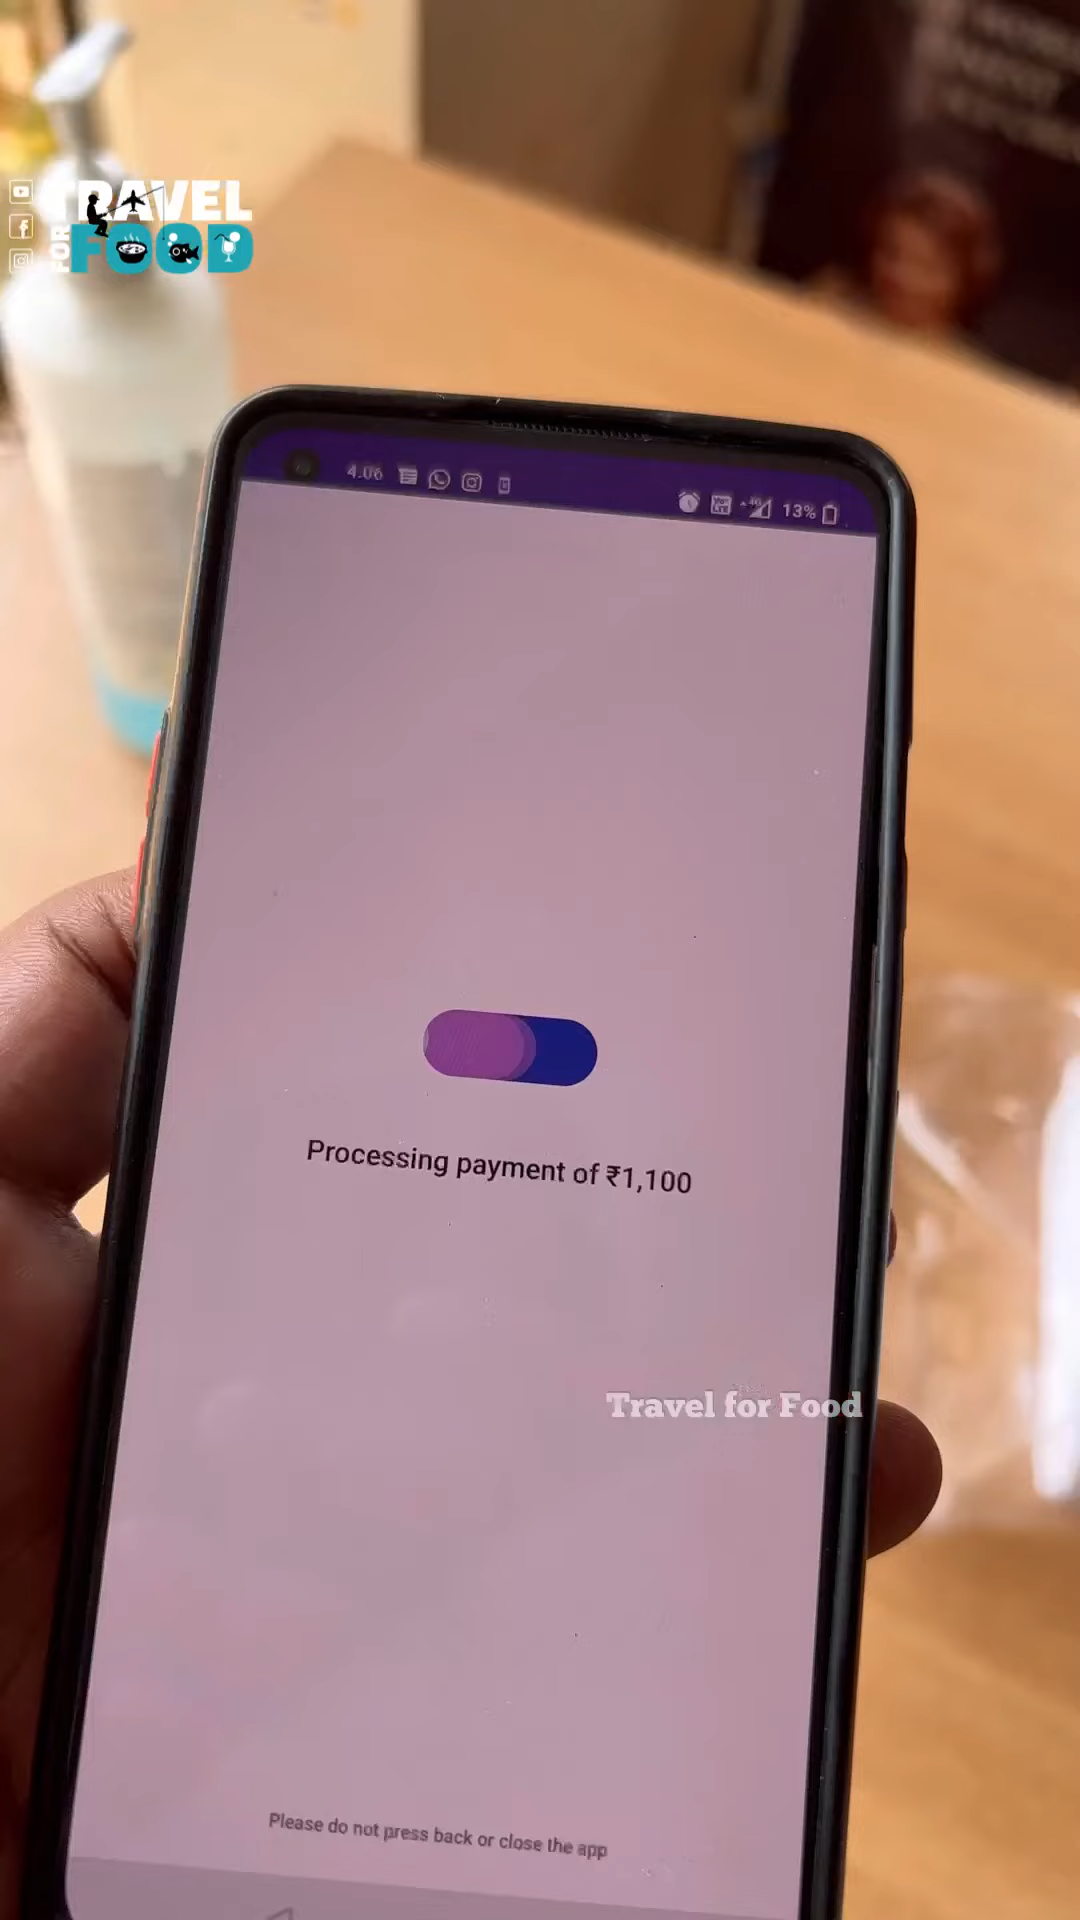 TRAVEL
FOR
FOOD
4.06
4G
13%
Processing payment of ₹1,100
Travel for Food
Please do not press back or close the app